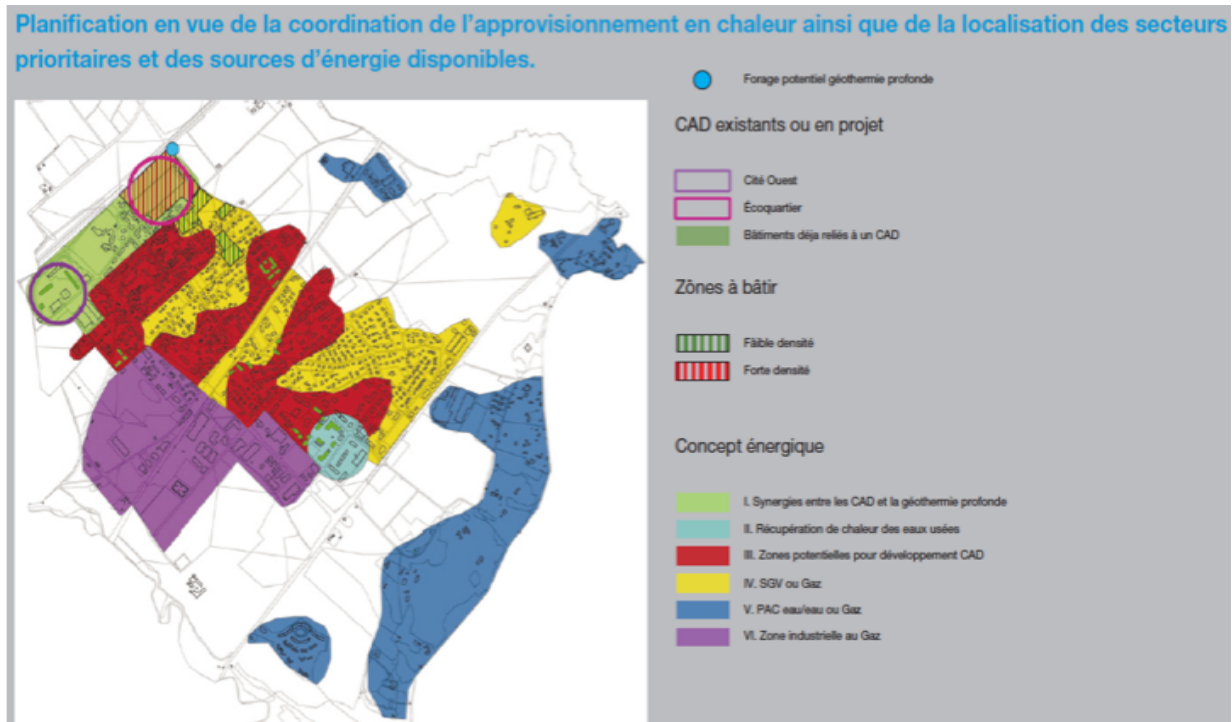 Planification en vue de la coordination de l'approvisionnement en chaleur ainsi que de la localisation des secteurs
prioritaires et des sources d'énergie disponibles.
Forage potentiel géothermie profonde
CAD existants ou en projet
Cité Ouest
Écoquartier
Bâtiments déja reliés à un CAD
Zônes à bâtir
Fâible densité
Forte densité
Concept énergique
I. Synergies entre les CAD et la géothermie profonde
II. Récupération de chaleur des eaux usées
III. Zones potentielles pour développement CAD
IV. SGV ou Gaz
V. PAC eau/eau ou Gaz
VI. Zone industrielle au Gaz